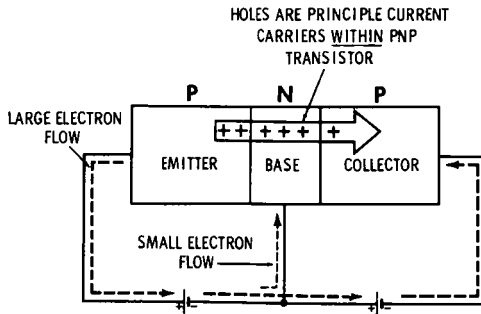 HOLES ARE PRINCIPLE CURRENT
CARRIERS WITHIN PNP
TRANSISTOR
P N P
LARGE ELECTRON
FLOW
+ + + + + +
EMITTER BASE COLLECTOR
SMALL ELECTRON
FLOW
+ - + -